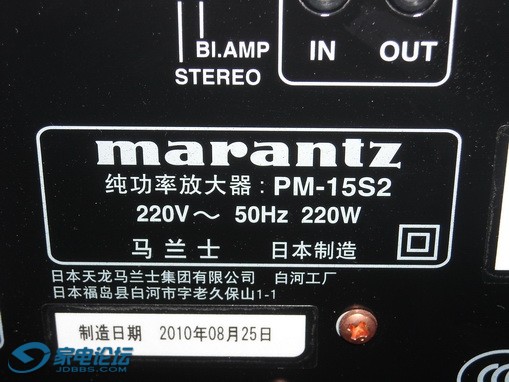 BI.AMP
STEREO
IN OUT
marantz
纯功率放大器: PM-15S2
220V～ 50Hz 220W
马兰士 日本制造
日本天龙马兰士集团有限公司 白河工厂
日本福岛县白河市字老久保山1-1
制造日期 2010年08月25日
家电论坛
JDBBS.COM